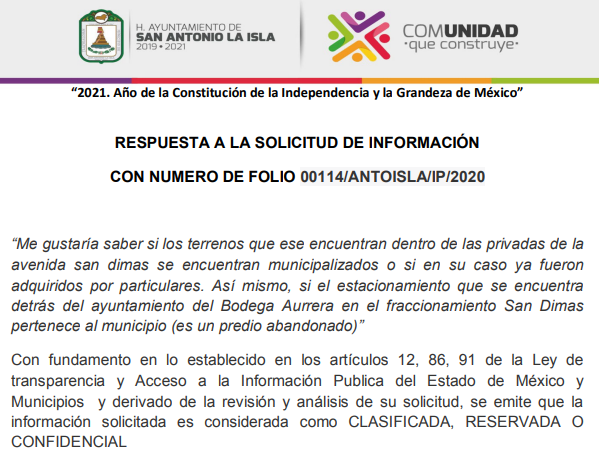 H. AYUNTAMIENTO DE
SAN ANTONIO LA ISLA
2019 • 2021
COMUNIDAD
•que construye•
“2021. Año de la Constitución de la Independencia y la Grandeza de México”
RESPUESTA A LA SOLICITUD DE INFORMACIÓN
CON NUMERO DE FOLIO 00114/ANTOISLA/IP/2020
“Me gustaría saber si los terrenos que ese encuentran dentro de las privadas de la
avenida san dimas se encuentran municipalizados o si en su caso ya fueron
adquiridos por particulares. Así mismo, si el estacionamiento que se encuentra
detrás del ayuntamiento del Bodega Aurrera en el fraccionamiento San Dimas
pertenece al municipio (es un predio abandonado)”
Con fundamento en lo establecido en los artículos 12, 86, 91 de la Ley de
transparencia y Acceso a la Información Publica del Estado de México y
Municipios y derivado de la revisión y análisis de su solicitud, se emite que la
información solicitada es considerada como CLASIFICADA, RESERVADA O
CONFIDENCIAL